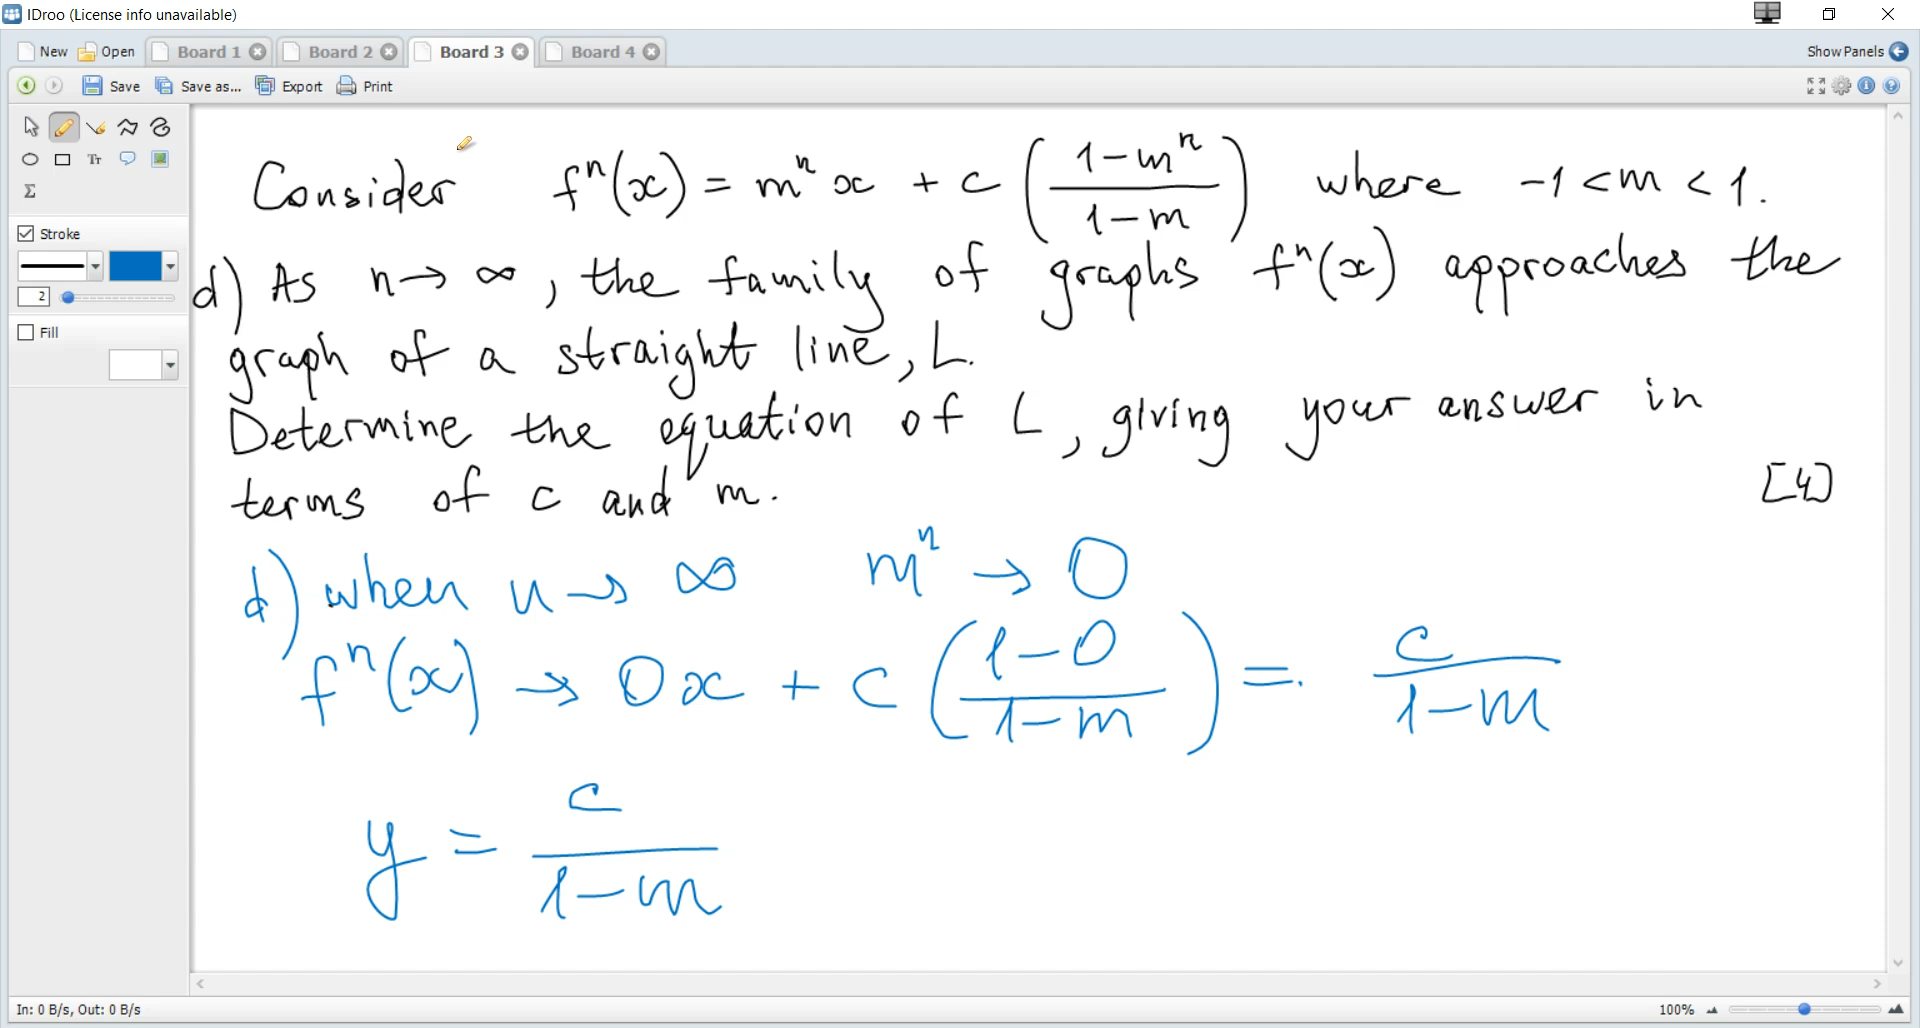 IDroo (License info unavailable)
New Open Board 1 Board 2 Board 3 Board 4 Show Panels
Save Save as... Export Print
Tr
Σ
Stroke
2
Fill
Consider fⁿ(x) = mⁿx + c ((1-mⁿ)/(1-m)) where -1 < m < 1.
d) As n → ∞, the family of graphs fⁿ(x) approaches the
graph of a straight line, L.
Determine the equation of L, giving your answer in
terms of c and m. [4]
d) when n → ∞ mⁿ → 0
fⁿ(x) → 0x + c ((1-0)/(1-m)) =. c/(1-m)
y = c/(1-m)
In: 0 B/s, Out: 0 B/s 100%